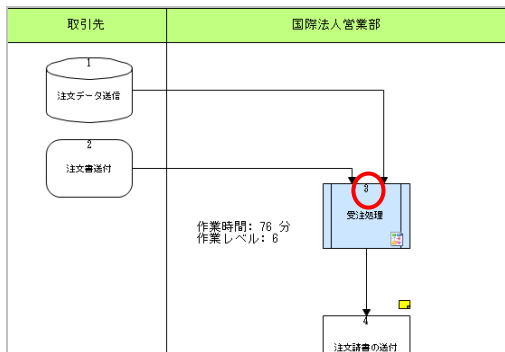 取引先
国際法人営業部
1
注文データ送信
2
注文書送付
3
受注処理
作業時間: 76 分
作業レベル: 6
4
注文請書の送付